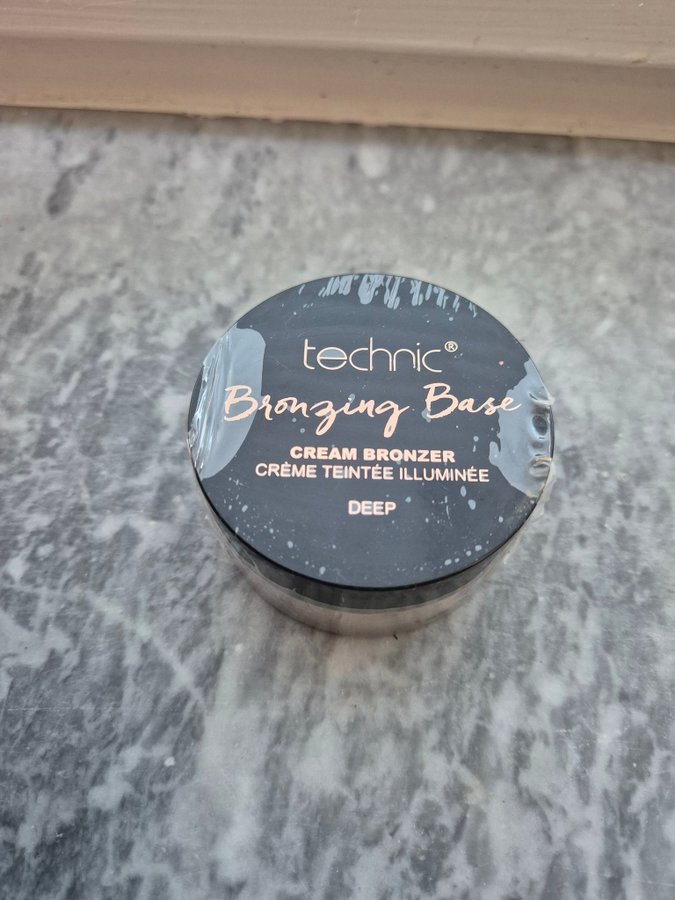 technic®
Bronzing Base
CREAM BRONZER
CRÈME TEINTÉE ILLUMINÉE
DEEP